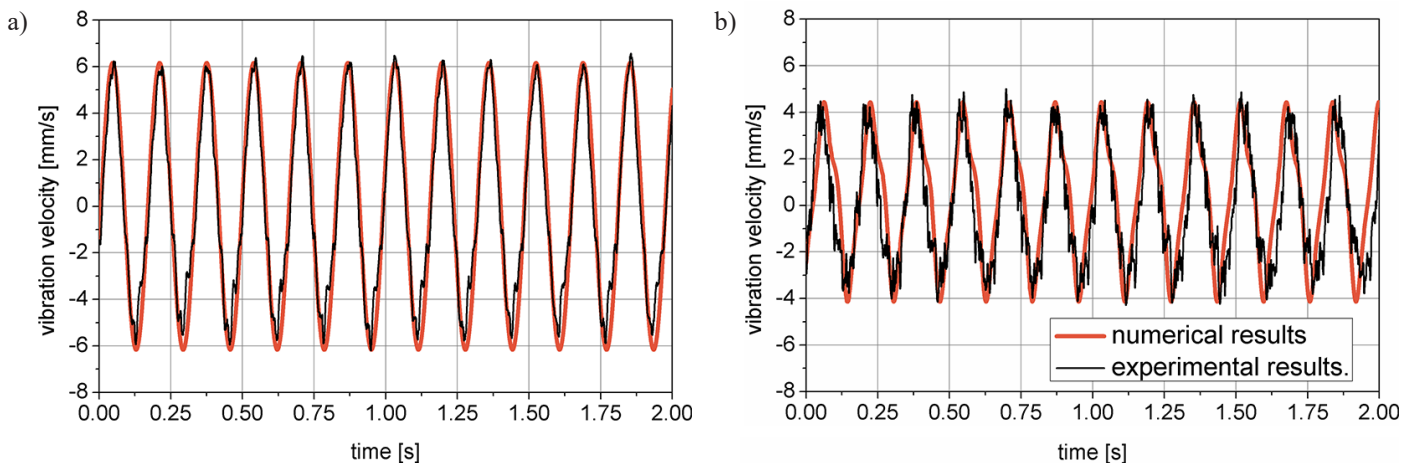 a)
vibration velocity [mm/s]
8
6
4
2
0
-2
-4
-6
-8
0.00 0.25 0.50 0.75 1.00 1.25 1.50 1.75 2.00
time [s]
b)
vibration velocity [mm/s]
8
6
4
2
0
-2
-4
-6
-8
numerical results
experimental results.
0.00 0.25 0.50 0.75 1.00 1.25 1.50 1.75 2.00
time [s]